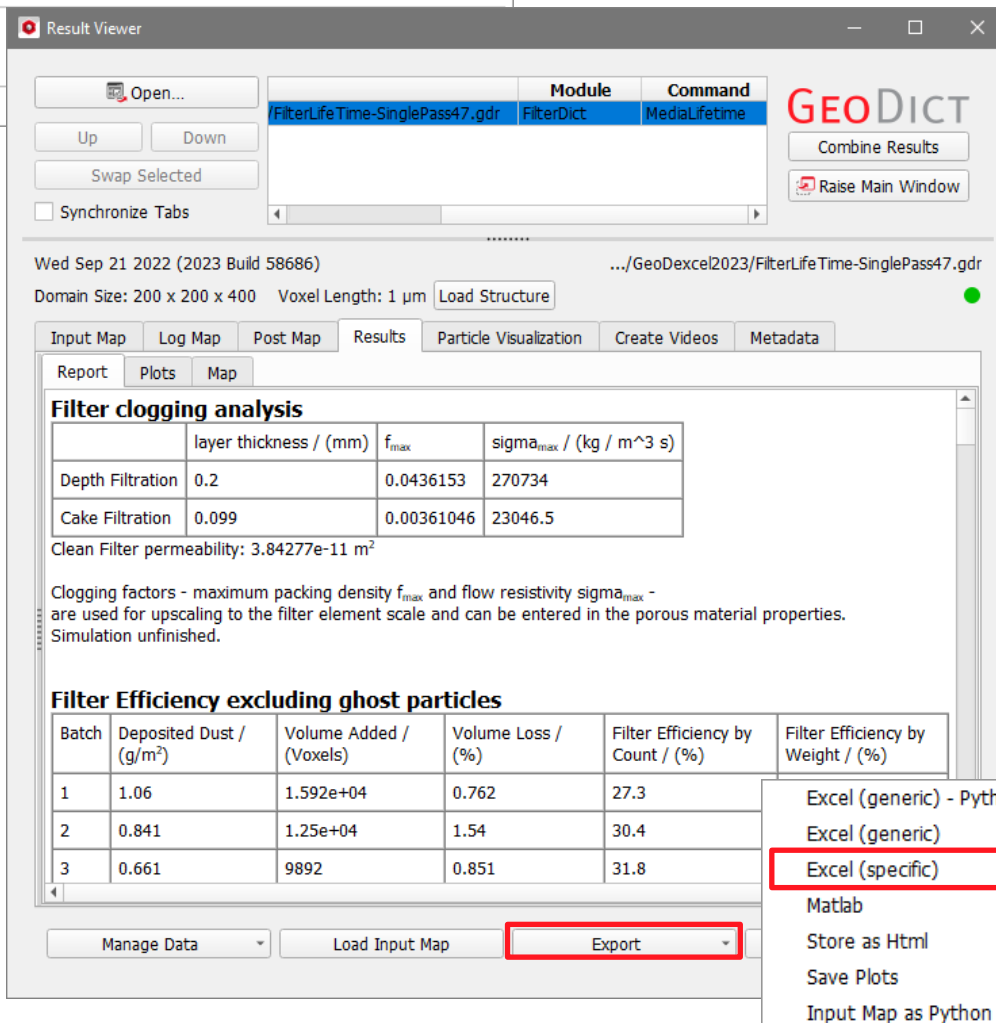 Result Viewer
Open...
Module Command
/FilterLifeTime-SinglePass47.gdr FilterDict MediaLifetime
GEODICT
Up Down
Combine Results
Swap Selected
Raise Main Window
Synchronize Tabs
Wed Sep 21 2022 (2023 Build 58686) .../GeoDexcel2023/FilterLifeTime-SinglePass47.gdr
Domain Size: 200 x 200 x 400 Voxel Length: 1 µm Load Structure
Input Map Log Map Post Map Results Particle Visualization Create Videos Metadata
Report Plots Map
Filter clogging analysis
layer thickness / (mm) fmax sigmamax / (kg / m^3 s)
Depth Filtration 0.2 0.0436153 270734
Cake Filtration 0.099 0.00361046 23046.5
Clean Filter permeability: 3.84277e-11 m²
Clogging factors - maximum packing density fmax and flow resistivity sigmamax -
are used for upscaling to the filter element scale and can be entered in the porous material properties.
Simulation unfinished.
Filter Efficiency excluding ghost particles
Batch Deposited Dust / (g/m²) Volume Added / (Voxels) Volume Loss / (%) Filter Efficiency by Count / (%) Filter Efficiency by Weight / (%)
1 1.06 1.592e+04 0.762 27.3
2 0.841 1.25e+04 1.54 30.4
3 0.661 9892 0.851 31.8
Manage Data Load Input Map Export
Excel (generic) - Pyth
Excel (generic)
Excel (specific)
Matlab
Store as Html
Save Plots
Input Map as Python